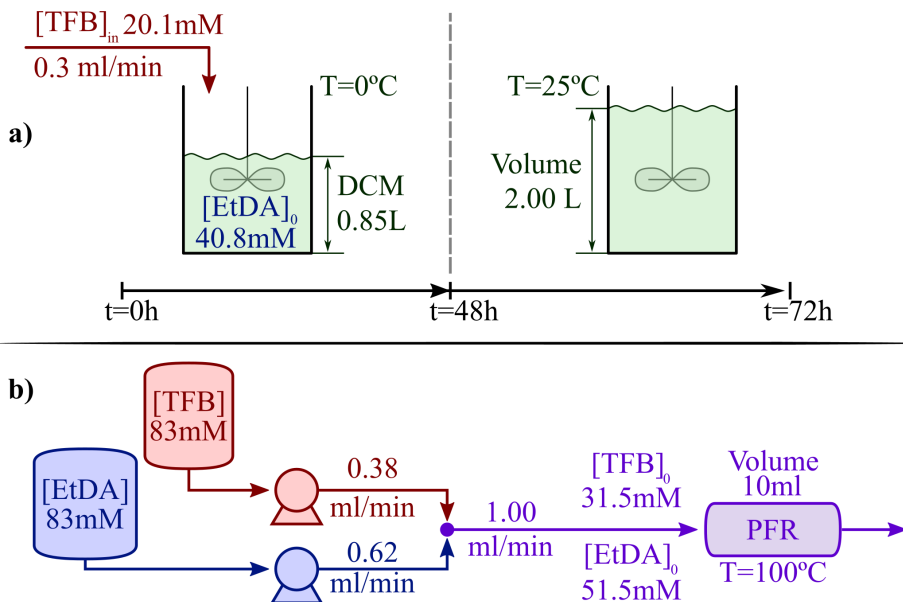 [TFB]in 20.1mM
0.3 ml/min
T=0ºC
T=25ºC
a)
[EtDA]0
40.8mM
DCM
0.85L
Volume
2.00 L
t=0h
t=48h
t=72h
b)
[TFB]
83mM
[EtDA]
83mM
0.38
ml/min
0.62
ml/min
1.00
ml/min
[TFB]0
31.5mM
[EtDA]0
51.5mM
Volume
10ml
PFR
T=100ºC